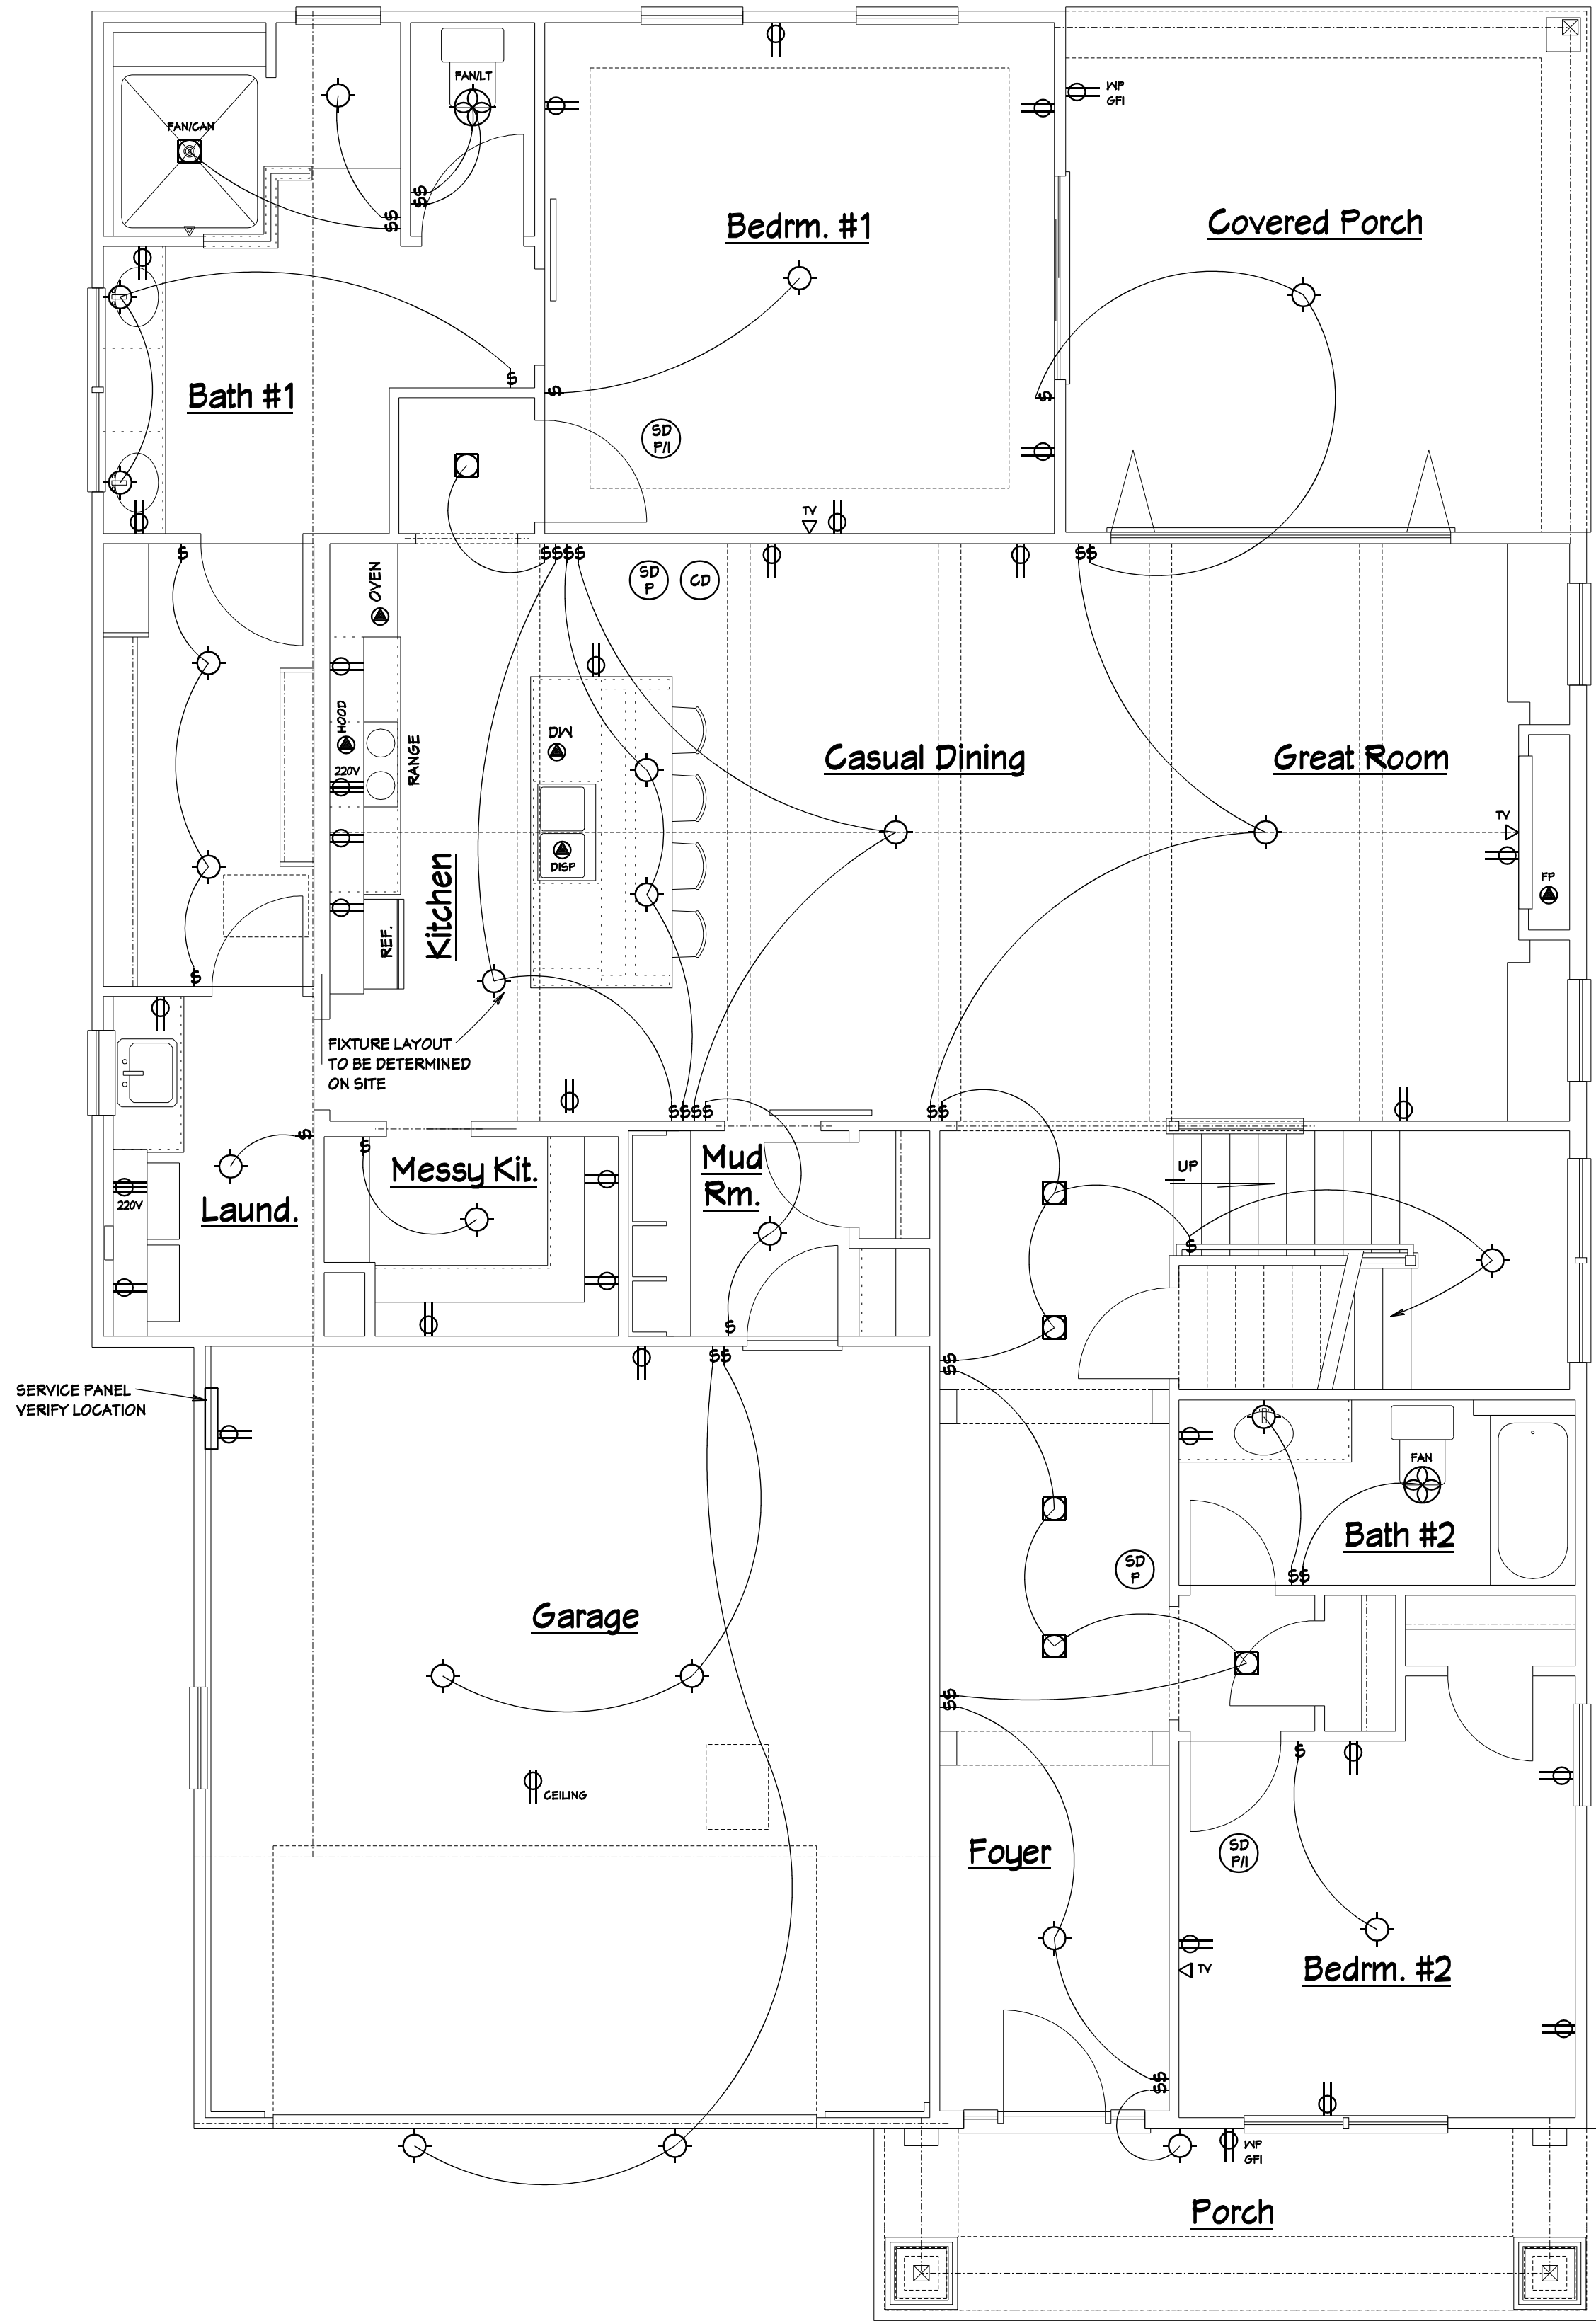 FAN/LT
WP
GFI
FAN/CAN
$$
$$
Bedrm. #1
Covered Porch
$
$
$
Bath #1
SD
P/I
TV
$
$$$$
$$
OVEN
SD
P
CD
HOOD
220V
RANGE
DW
Casual Dining
Great Room
TV
DISP
FP
Kitchen
REF.
$
FIXTURE LAYOUT
TO BE DETERMINED
ON SITE
$$$$
$$
$
$
Messy Kit.
Mud
Rm.
UP
220V
Laund.
$
$
$$
$$
SERVICE PANEL
VERIFY LOCATION
FAN
Bath #2
SD
P
$$
Garage
$$
$
CEILING
Foyer
SD
P/I
TV
Bedrm. #2
$$
WP
GFI
Porch